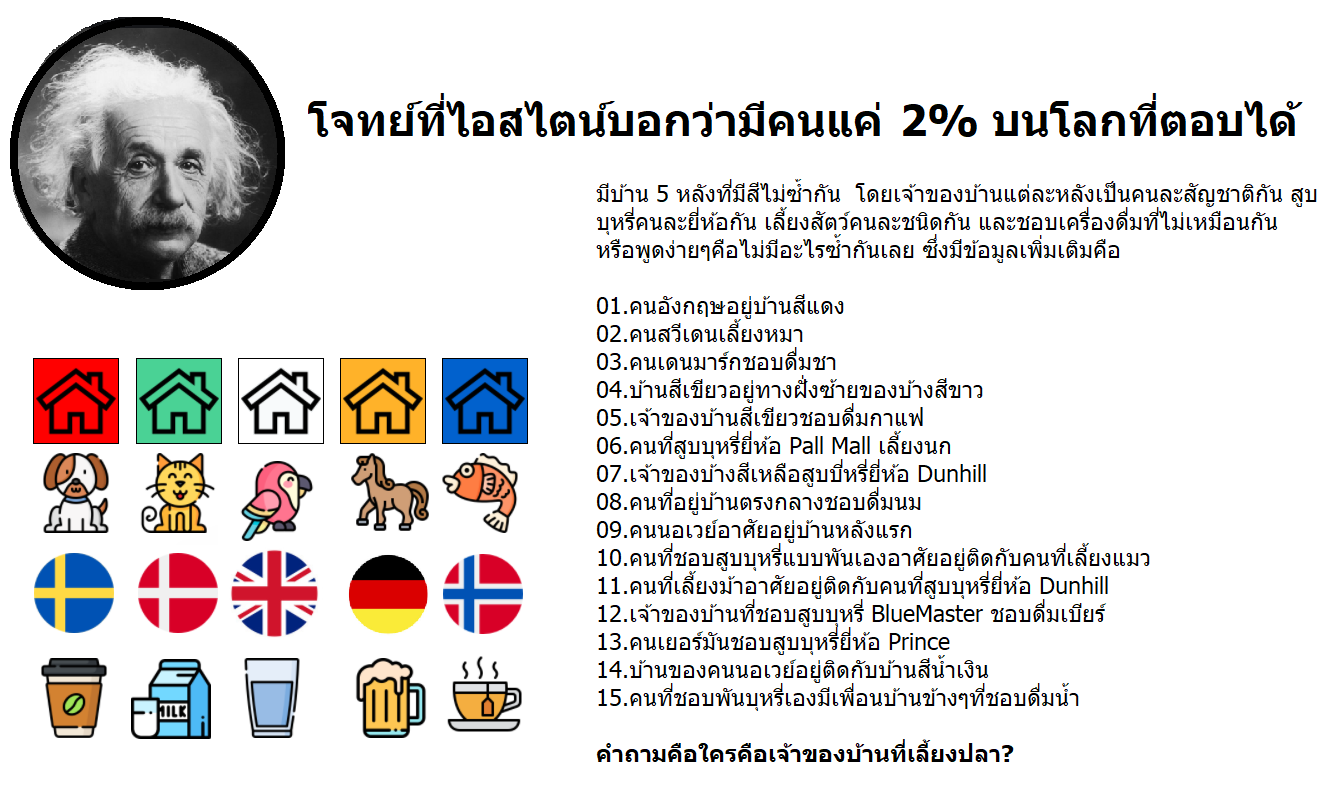 โจทย์ที่ไอสไตน์บอกว่ามีคนแค่ 2% บนโลกที่ตอบได้
มีบ้าน 5 หลังที่มีสีไม่ซ้ำกัน โดยเจ้าของบ้านแต่ละหลังเป็นคนละสัญชาติกัน สูบ
บุหรี่คนละยี่ห้อกัน เลี้ยงสัตว์คนละชนิดกัน และชอบเครื่องดื่มที่ไม่เหมือนกัน
หรือพูดง่ายๆคือไม่มีอะไรซ้ำกันเลย ซึ่งมีข้อมูลเพิ่มเติมคือ
01.คนอังกฤษอยู่บ้านสีแดง
02.คนสวีเดนเลี้ยงหมา
03.คนเดนมาร์กชอบดื่มชา
04.บ้านสีเขียวอยู่ทางฝั่งซ้ายของบ้างสีขาว
05.เจ้าของบ้านสีเขียวชอบดื่มกาแฟ
06.คนที่สูบบุหรี่ยี่ห้อ Pall Mall เลี้ยงนก
07.เจ้าของบ้างสีเหลือสูบบี่หรี่ยี่ห้อ Dunhill
08.คนที่อยู่บ้านตรงกลางชอบดื่มนม
09.คนนอเวย์อาศัยอยู่บ้านหลังแรก
10.คนที่ชอบสูบบุหรี่แบบพันเองอาศัยอยู่ติดกับคนที่เลี้ยงแมว
11.คนที่เลี้ยงม้าอาศัยอยู่ติดกับคนที่สูบบุหรี่ยี่ห้อ Dunhill
12.เจ้าของบ้านที่ชอบสูบบุหรี่ BlueMaster ชอบดื่มเบียร์
13.คนเยอร์มันชอบสูบบุหรี่ยี่ห้อ Prince
14.บ้านของคนนอเวย์อยู่ติดกับบ้านสีน้ำเงิน
15.คนที่ชอบพันบุหรี่เองมีเพื่อนบ้านข้างๆที่ชอบดื่มน้ำ
คำถามคือใครคือเจ้าของบ้านที่เลี้ยงปลา?
MILK